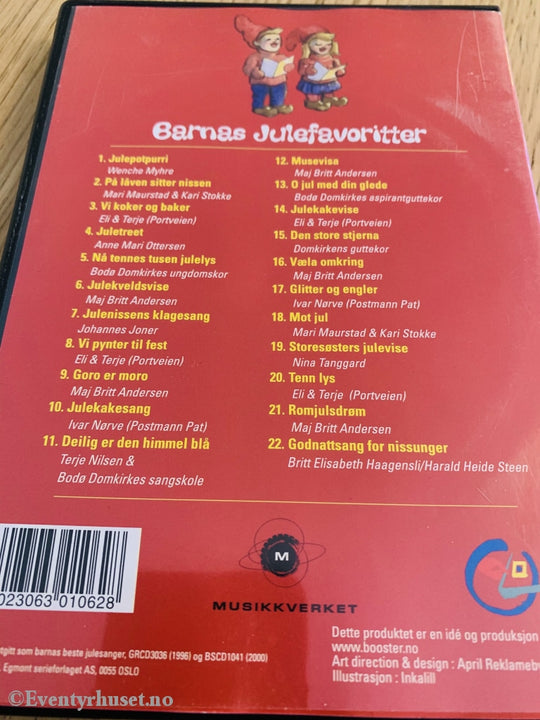 Barnas Julefavoritter
1. Julepotpurri
Wenche Myhre
2. På låven sitter nissen
Mari Maurstad & Kari Stokke
3. Vi koker og baker
Eli & Terje (Portveien)
4. Juletreet
Anne Mari Ottersen
5. Nå tennes tusen julelys
Bodø Domkirkes ungdomskor
6. Julekveldsvise
Maj Britt Andersen
7. Julenissens klagesang
Johannes Joner
8. Vi pynter til fest
Eli & Terje (Portveien)
9. Goro er moro
Maj Britt Andersen
10. Julekakesang
Ivar Nørve (Postmann Pat)
11. Deilig er den himmel blå
Terje Nilsen &
Bodø Domkirkes sangskole
12. Musevisa
Maj Britt Andersen
13. O jul med din glede
Bodø Domkirkes aspirantguttekor
14. Julekakevise
Eli & Terje (Portveien)
15. Den store stjerna
Domkirkens guttekor
16. Væla omkring
Maj Britt Andersen
17. Glitter og engler
Ivar Nørve (Postmann Pat)
18. Mot jul
Mari Maurstad & Kari Stokke
19. Storesøsters julevise
Nina Tanggard
20. Tenn lys
Eli & Terje (Portveien)
21. Romjulsdrøm
Maj Britt Andersen
22. Godnattsang for nissunger
Britt Elisabeth Haagensli/Harald Heide Steen
023063 010628
M
MUSIKKVERKET
Dette produktet er en idé og produksjon
www.booster.no
Art direction & design : April Reklameby
Illustrasjon : Inkalill
tgitt som barnas beste julesanger, GRCD3036 (1996) og BSCD1041 (2000)
. Egmont serieforlaget AS, 0055 OSLO
©Eventyrhuset.no